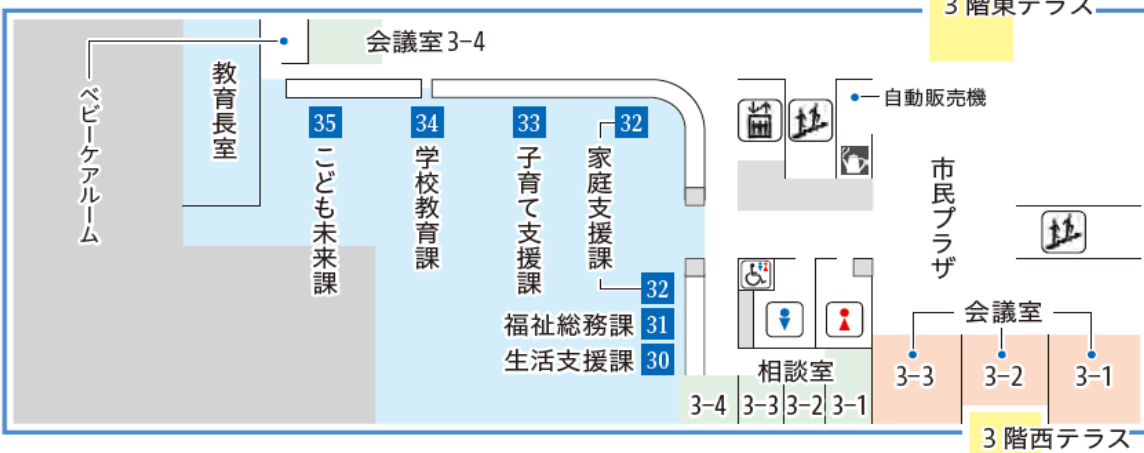 3階東テラス
会議室3-4
教育長室
ベビーケアルーム
自動販売機
35
こども未来課
34
学校教育課
33
子育て支援課
32
家庭支援課
32
福祉総務課 31
生活支援課 30
市民プラザ
会議室
3-3
3-2
3-1
相談室
3-4
3-3
3-2
3-1
3階西テラス